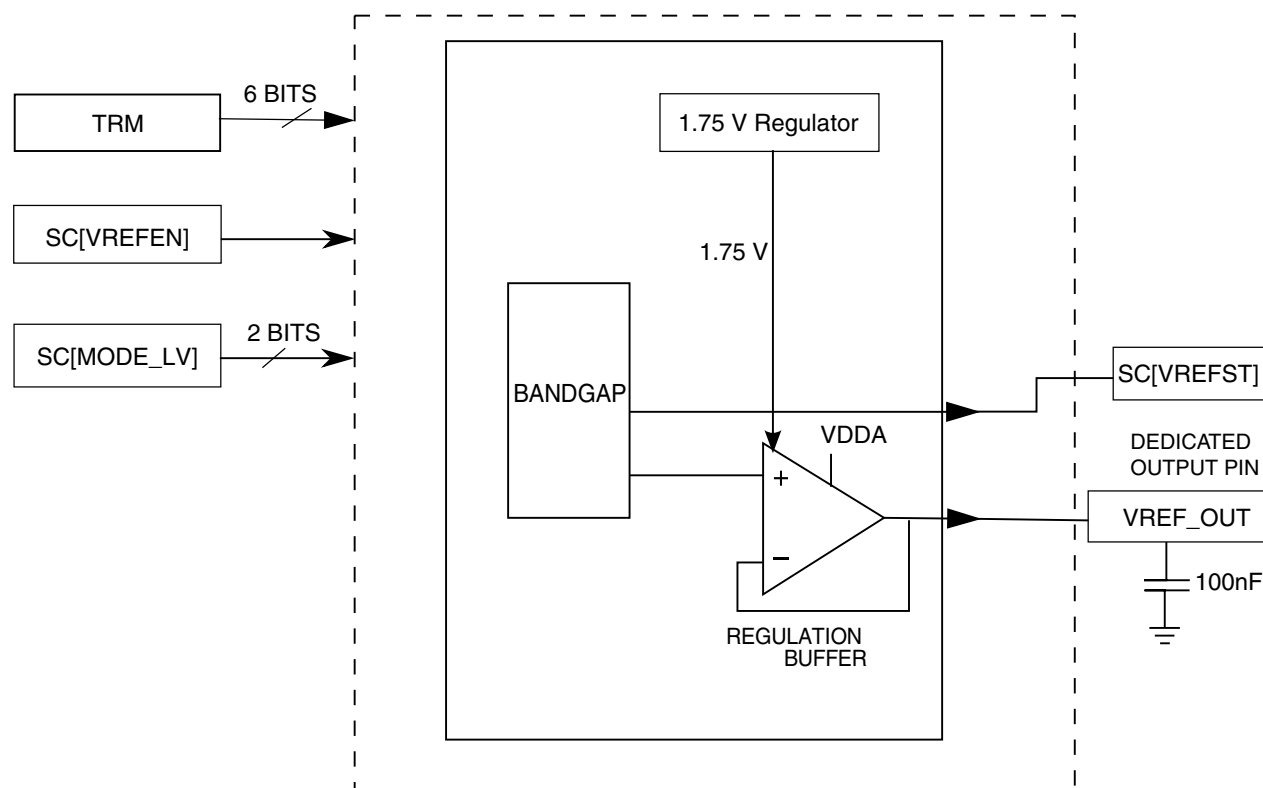 6 BITS
TRM
1.75 V Regulator
SC[VREFEN]
1.75 V
2 BITS
SC[MODE_LV]
SC[VREFST]
BANDGAP
VDDA
DEDICATED
OUTPUT PIN
+
VREF_OUT
–
100nF
REGULATION
BUFFER